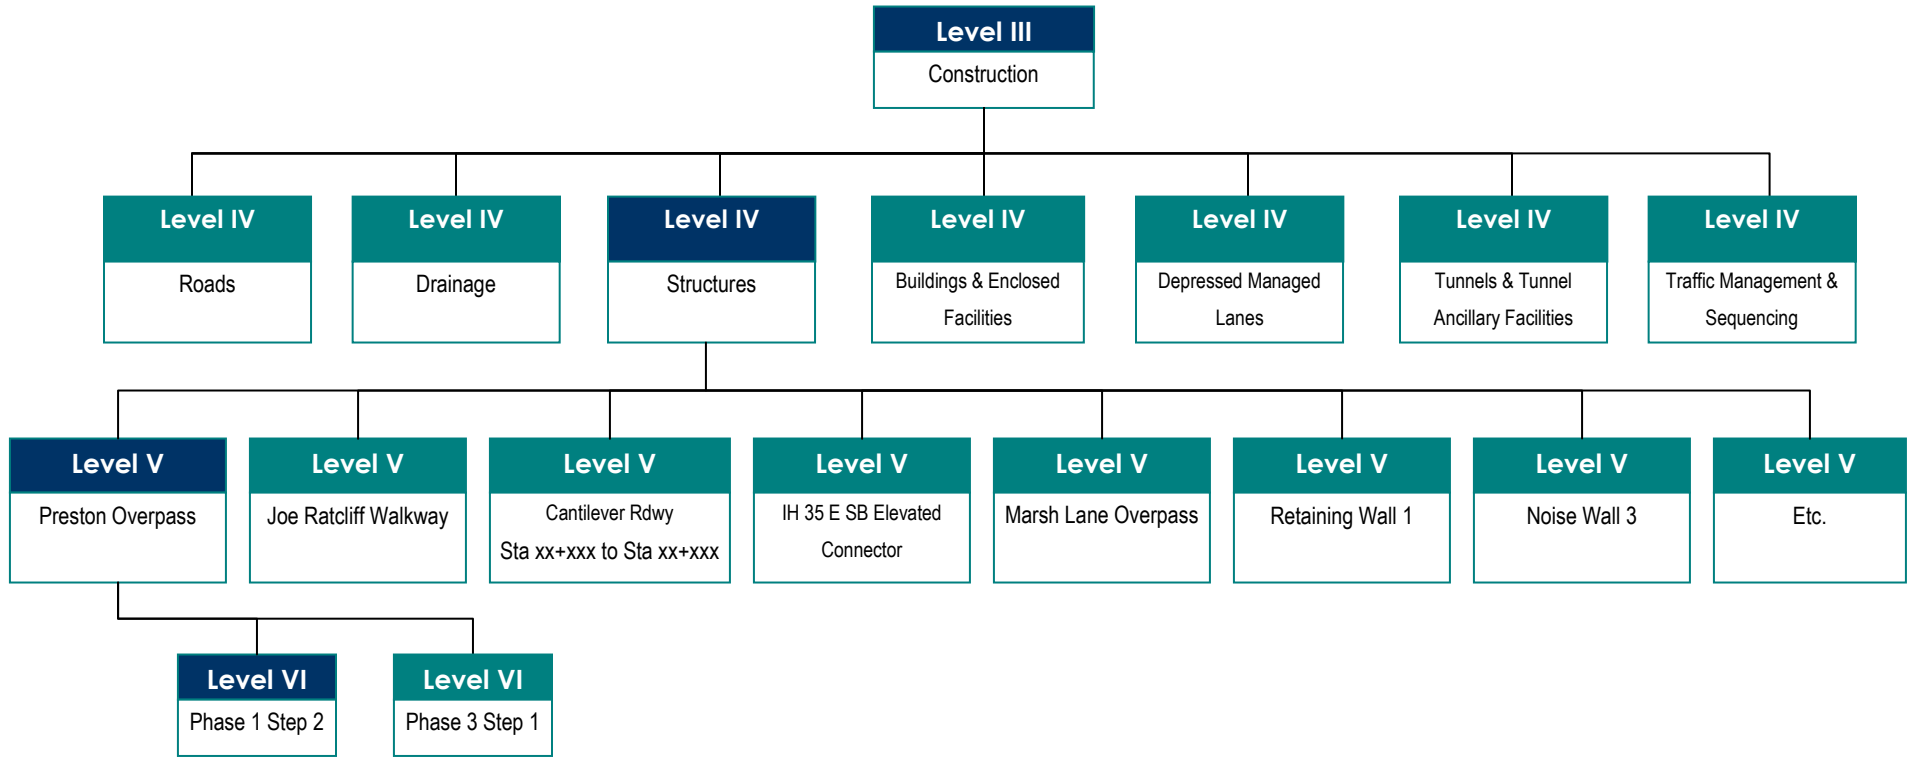 Level III
Construction
Level IV
Roads
Level IV
Drainage
Level IV
Structures
Level IV
Buildings & Enclosed
Facilities
Level IV
Depressed Managed
Lanes
Level IV
Tunnels & Tunnel
Ancillary Facilities
Level IV
Traffic Management &
Sequencing
Level V
Preston Overpass
Level V
Joe Ratcliff Walkway
Level V
Cantilever Rdwy
Sta xx+xxx to Sta xx+xxx
Level V
IH 35 E SB Elevated
Connector
Level V
Marsh Lane Overpass
Level V
Retaining Wall 1
Level V
Noise Wall 3
Level V
Etc.
Level VI
Phase 1 Step 2
Level VI
Phase 3 Step 1